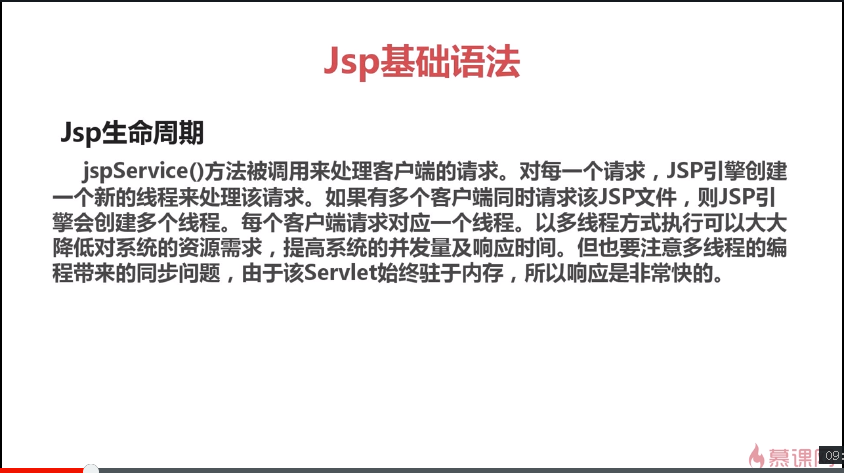 Jsp基础语法
Jsp生命周期
jspService()方法被调用来处理客户端的请求。对每一个请求，JSP引擎创建
一个新的线程来处理该请求。如果有多个客户端同时请求该JSP文件，则JSP引
擎会创建多个线程。每个客户端请求对应一个线程。以多线程方式执行可以大大
降低对系统的资源需求，提高系统的并发量及响应时间。但也要注意多线程的编
程带来的同步问题，由于该Servlet始终驻于内存，所以响应是非常快的。
慕课
09: